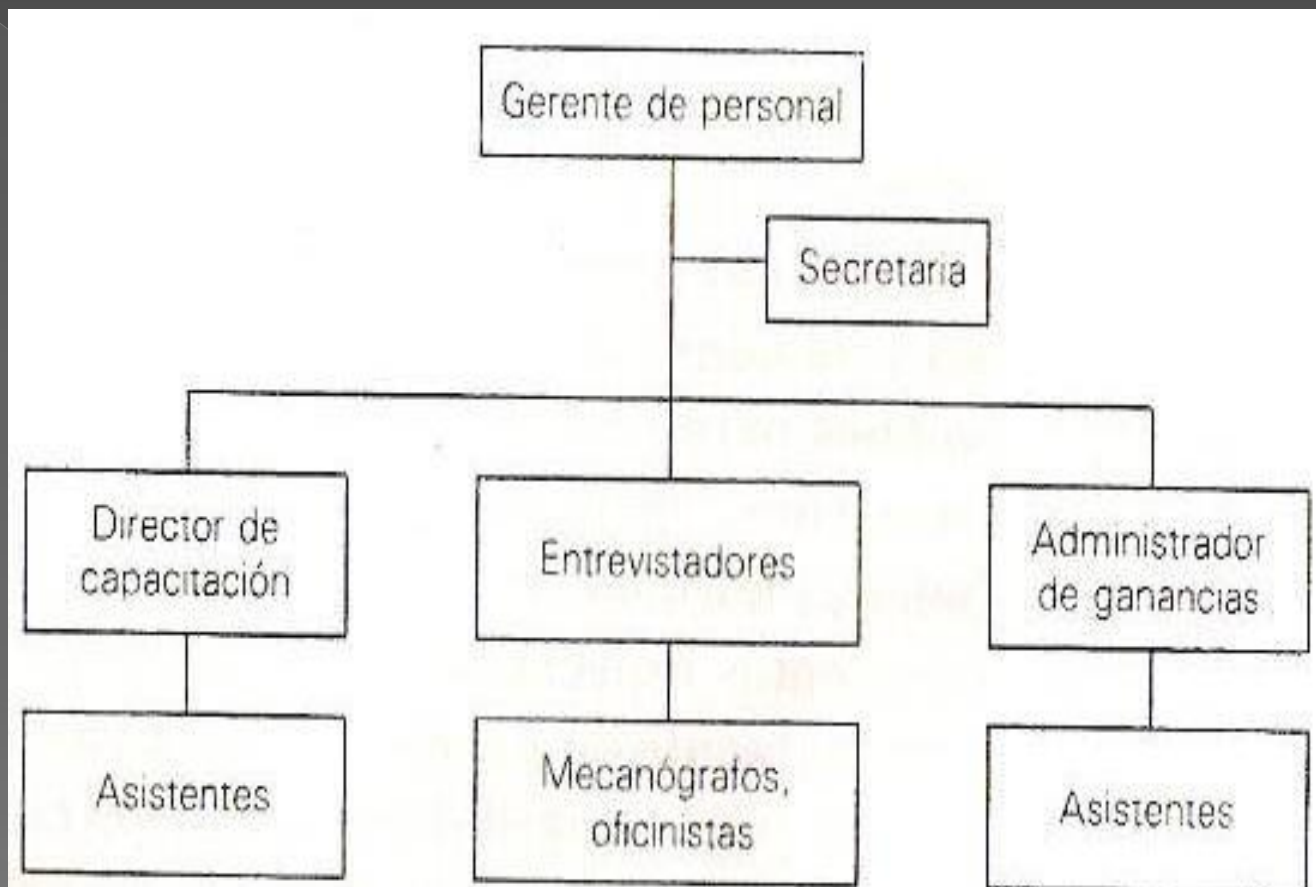 Gerente de personal
Secretaria
Director de
capacitación
Entrevistadores
Administrador
de ganancias
Asistentes
Mecanógrafos,
oficinistas
Asistentes